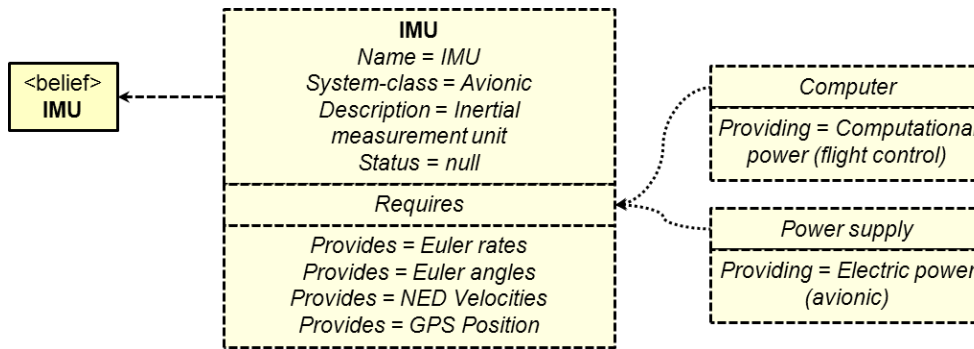 <belief>
IMU
IMU
Name = IMU
System-class = Avionic
Description = Inertial
measurement unit
Status = null
Requires
Provides = Euler rates
Provides = Euler angles
Provides = NED Velocities
Provides = GPS Position
Computer
Providing = Computational
power (flight control)
Power supply
Providing = Electric power
(avionic)